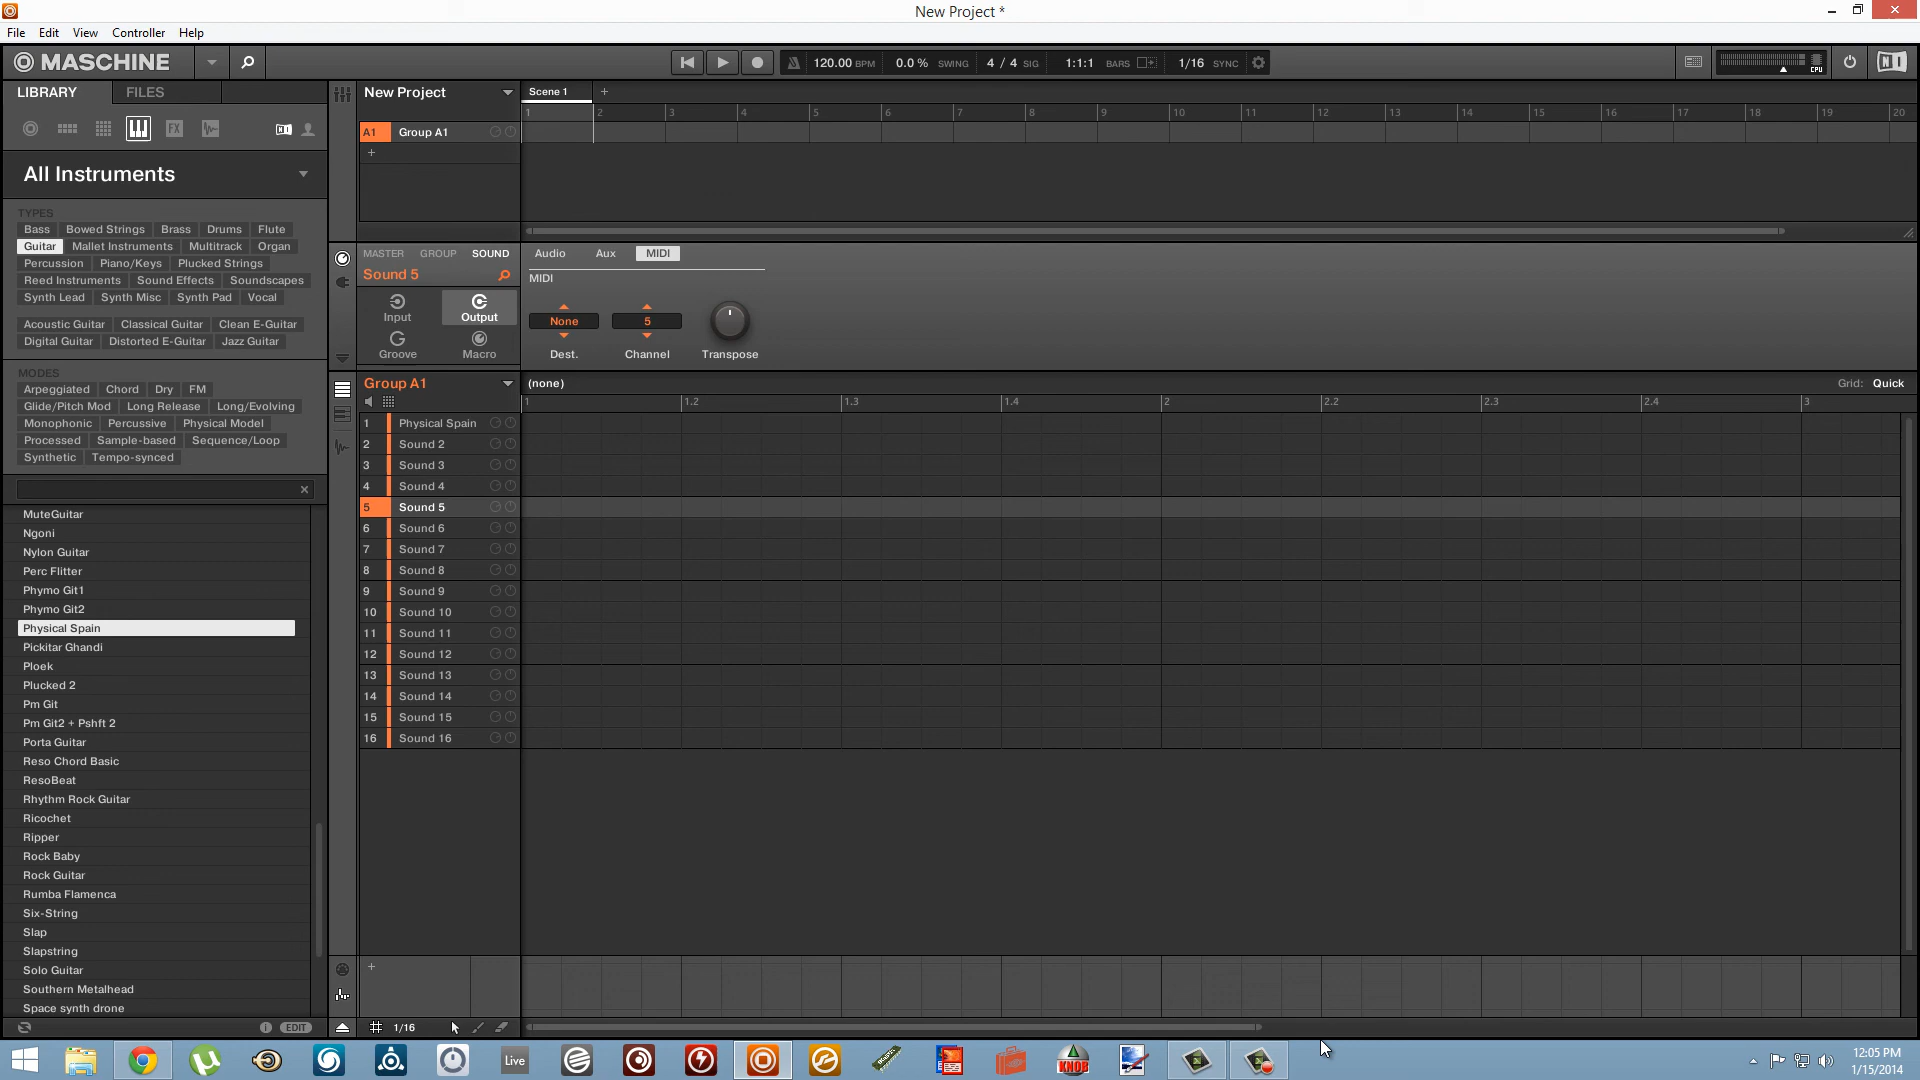 New Project *
File Edit View Controller Help
MASCHINE
120.00 BPM 0.0 % SWING 4 / 4 SIG 1:1:1 BARS 1/16 SYNC
CPU
LIBRARY FILES
New Project
Scene 1 +
1 2 3 4 5 6 7 8 9 10 11 12 13 14 15 16 17 18 19 20
A1 Group A1
+
All Instruments
TYPES
Bass Bowed Strings Brass Drums Flute
Guitar Mallet Instruments Multitrack Organ
Percussion Piano/Keys Plucked Strings
Reed Instruments Sound Effects Soundscapes
Synth Lead Synth Misc Synth Pad Vocal
Acoustic Guitar Classical Guitar Clean E-Guitar
Digital Guitar Distorted E-Guitar Jazz Guitar
MODES
Arpeggiated Chord Dry FM
Glide/Pitch Mod Long Release Long/Evolving
Monophonic Percussive Physical Model
Processed Sample-based Sequence/Loop
Synthetic Tempo-synced
MuteGuitar
Ngoni
Nylon Guitar
Perc Flitter
Phymo Git1
Phymo Git2
Physical Spain
Pickitar Ghandi
Ploek
Plucked 2
Pm Git
Pm Git2 + Pshft 2
Porta Guitar
Reso Chord Basic
ResoBeat
Rhythm Rock Guitar
Ricochet
Ripper
Rock Baby
Rock Guitar
Rumba Flamenca
Six-String
Slap
Slapstring
Solo Guitar
Southern Metalhead
Space synth drone
EDIT
MASTER GROUP SOUND
Sound 5
Input Output
Groove Macro
Audio Aux MIDI
MIDI
None 5
Dest. Channel Transpose
Group A1
(none)
Grid: Quick
1 1.2 1.3 1.4 2 2.2 2.3 2.4 3
1 Physical Spain
2 Sound 2
3 Sound 3
4 Sound 4
5 Sound 5
6 Sound 6
7 Sound 7
8 Sound 8
9 Sound 9
10 Sound 10
11 Sound 11
12 Sound 12
13 Sound 13
14 Sound 14
15 Sound 15
16 Sound 16
+
1/16
Live
KNOB
12:05 PM
1/15/2014